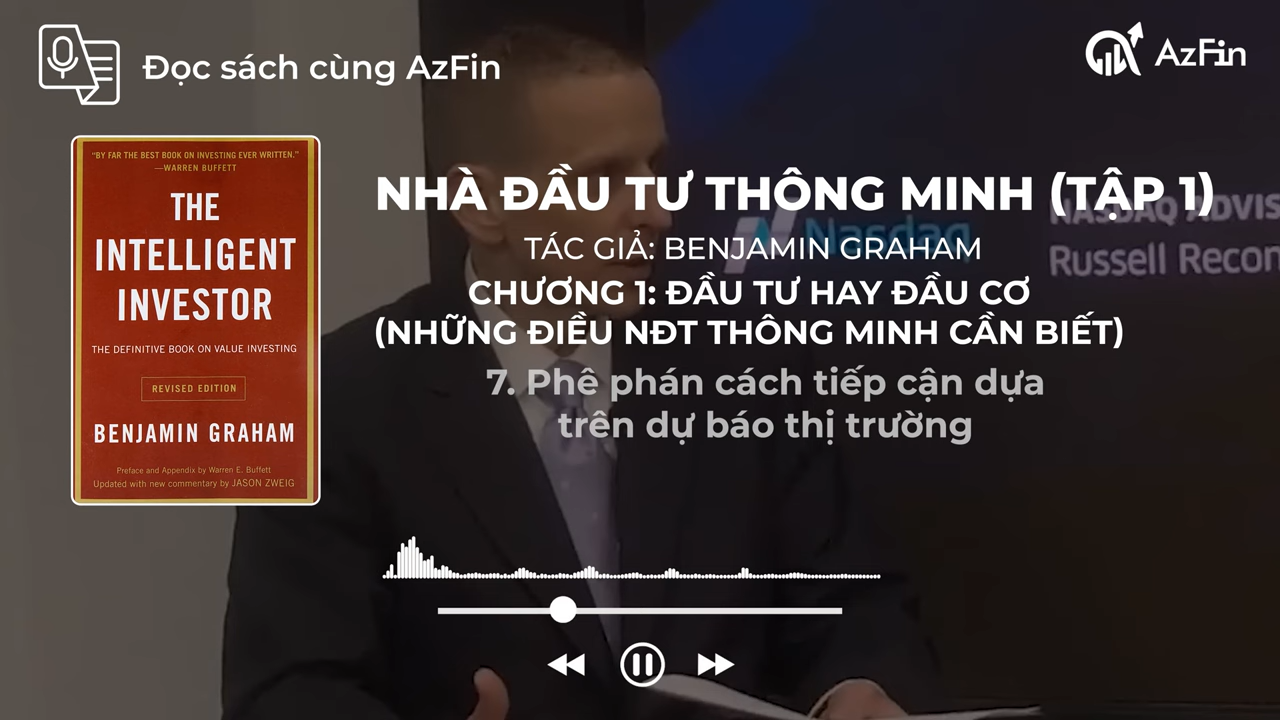 Đọc sách cùng AzFin
AzFin
"BY FAR THE BEST BOOK ON INVESTING EVER WRITTEN."
—WARREN BUFFETT
THE
INTELLIGENT
INVESTOR
THE DEFINITIVE BOOK ON VALUE INVESTING
REVISED EDITION
BENJAMIN GRAHAM
Preface and Appendix by Warren E. Buffett
Updated with new commentary by JASON ZWEIG
NHÀ ĐẦU TƯ THÔNG MINH (TẬP 1)
TÁC GIẢ: BENJAMIN GRAHAM
CHƯƠNG 1: ĐẦU TƯ HAY ĐẦU CƠ
(NHỮNG ĐIỀU NĐT THÔNG MINH CẦN BIẾT)
7. Phê phán cách tiếp cận dựa
trên dự báo thị trường
Nasdaq
NASDAQ ADVIS
Russell Recon